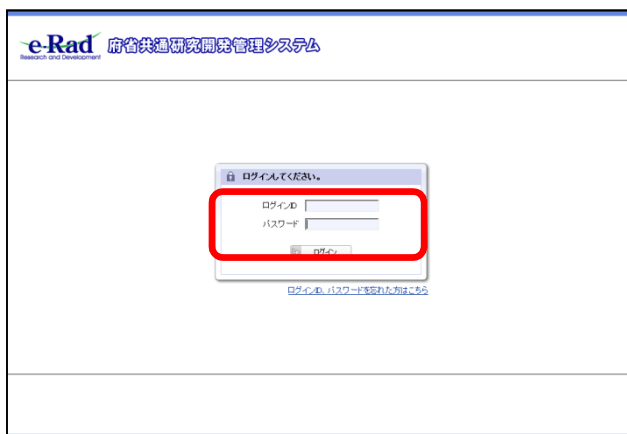 e-Rad 府省共通研究開発管理システム
Research and Development
ログインしてください。
ログインID
パスワード
ログイン
ログインID、パスワードを忘れた方はこちら